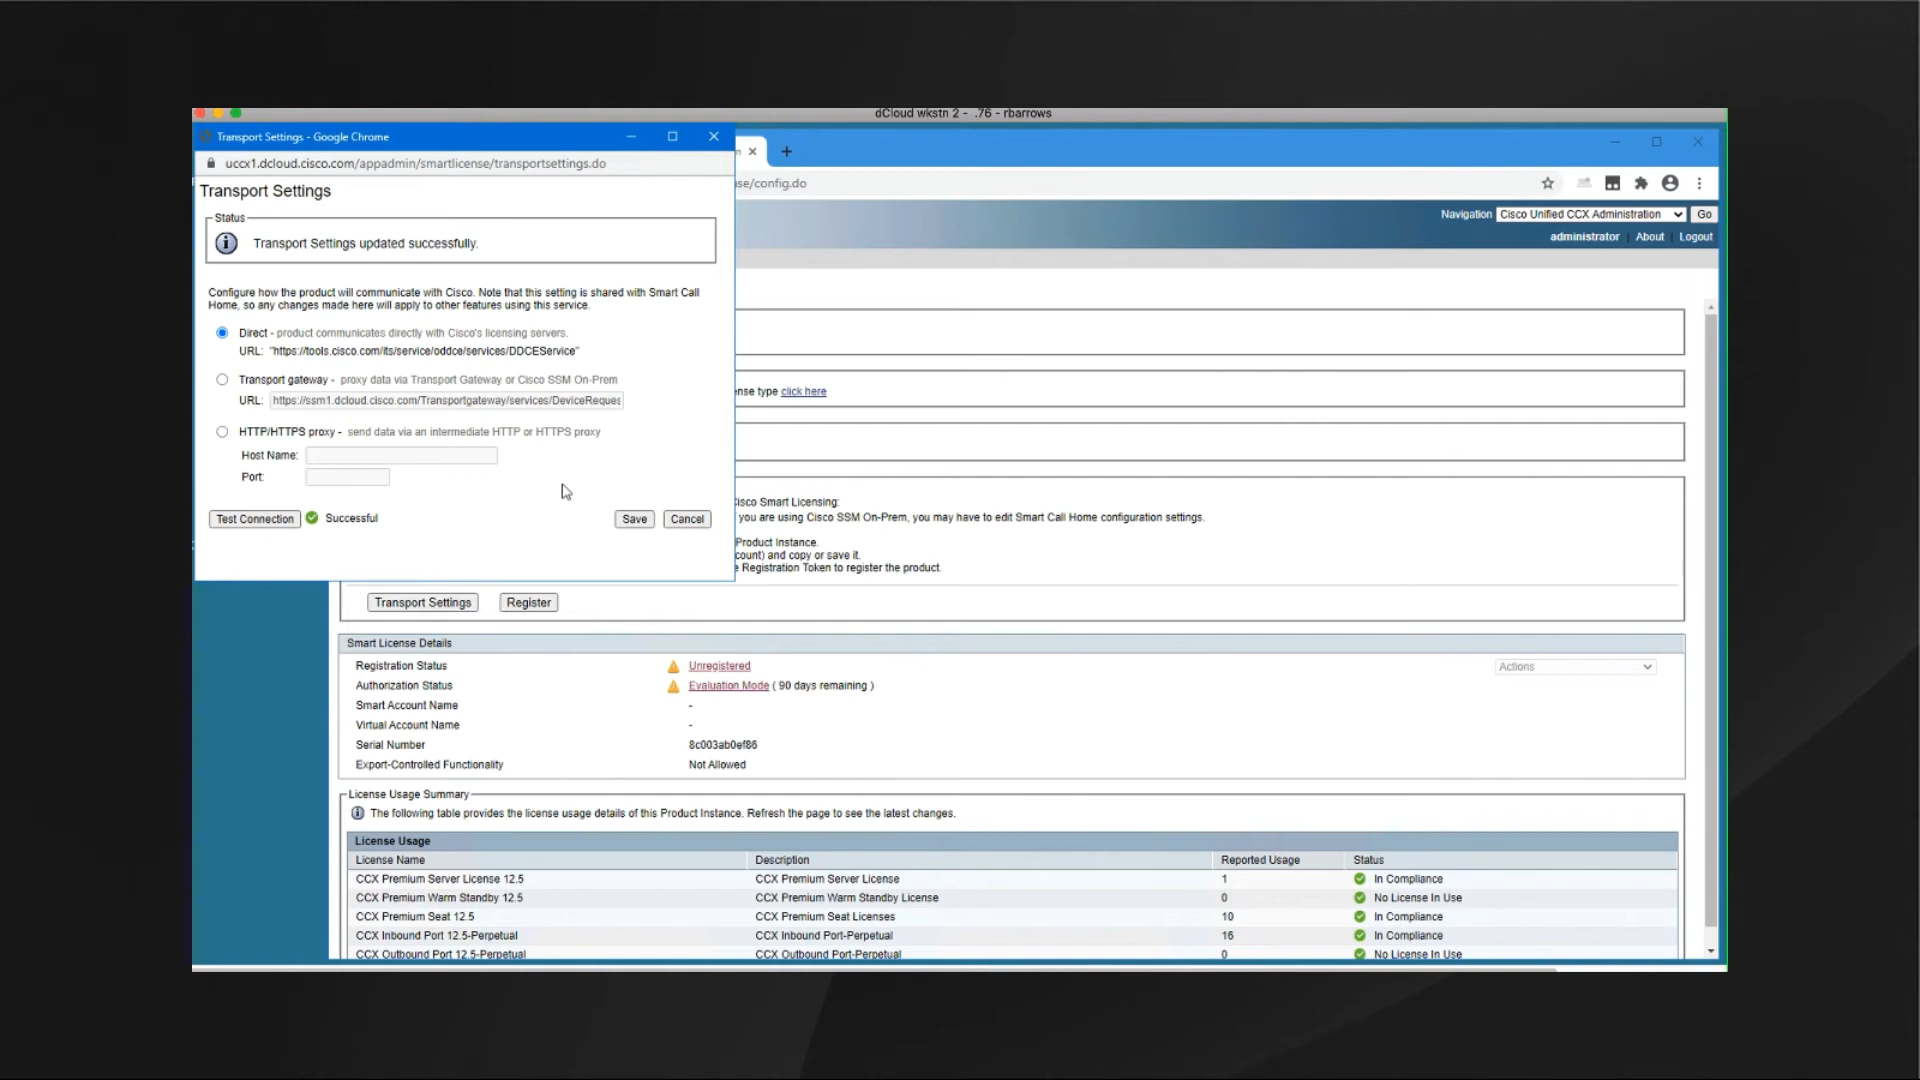 dCloud wkstn 2 - .76 - rbarrows
Transport Settings - Google Chrome
uccx1.dcloud.cisco.com/appadmin/smartlicense/transportsettings.do
Transport Settings
Status
Transport Settings updated successfully.
Configure how the product will communicate with Cisco. Note that this setting is shared with Smart Call
Home, so any changes made here will apply to other features using this service.
Direct - product communicates directly with Cisco's licensing servers.
URL: "https://tools.cisco.com/its/service/oddce/services/DDCEService"
Transport gateway - proxy data via Transport Gateway or Cisco SSM On-Prem
URL: https://ssm1.dcloud.cisco.com/Transportgateway/services/DeviceReques
HTTP/HTTPS proxy - send data via an intermediate HTTP or HTTPS proxy
Host Name:
Port:
Test Connection Successful Save Cancel
n
se/config.do
Navigation Cisco Unified CCX Administration Go
administrator About Logout
nse type click here
Cisco Smart Licensing:
you are using Cisco SSM On-Prem, you may have to edit Smart Call Home configuration settings.
Product Instance.
count) and copy or save it.
e Registration Token to register the product.
Transport Settings Register
Smart License Details
Registration Status Unregistered Actions
Authorization Status Evaluation Mode ( 90 days remaining )
Smart Account Name -
Virtual Account Name -
Serial Number 8c003ab0ef86
Export-Controlled Functionality Not Allowed
License Usage Summary
The following table provides the license usage details of this Product Instance. Refresh the page to see the latest changes.
License Usage
License Name Description Reported Usage Status
CCX Premium Server License 12.5 CCX Premium Server License 1 In Compliance
CCX Premium Warm Standby 12.5 CCX Premium Warm Standby License 0 No License In Use
CCX Premium Seat 12.5 CCX Premium Seat Licenses 10 In Compliance
CCX Inbound Port 12.5-Perpetual CCX Inbound Port-Perpetual 16 In Compliance
CCX Outbound Port 12.5-Perpetual CCX Outbound Port-Perpetual 0 No License In Use